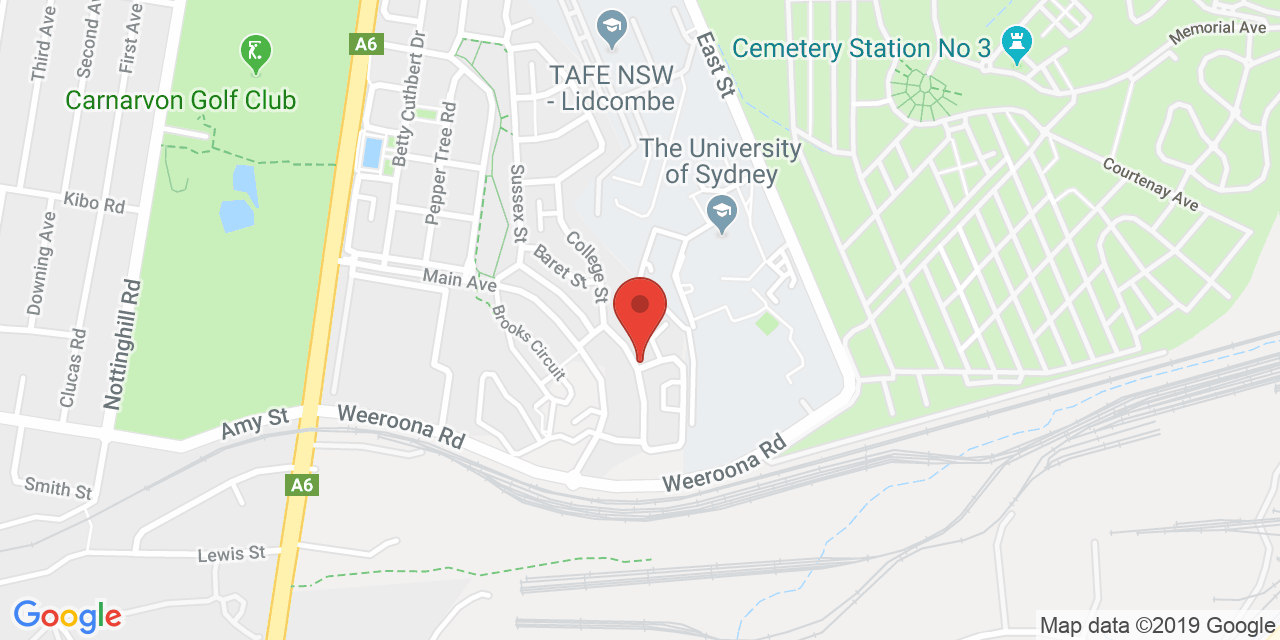 Third Ave
Second Av
First Ave
Carnarvon Golf Club
A6
Betty Cuthbert Dr
Pepper Tree Rd
TAFE NSW
- Lidcombe
East St
Cemetery Station No 3
Memorial Ave
The University
of Sydney
Courtenay Ave
Kibo Rd
Downing Ave
Sussex St
College St
Baret St
Main Ave
Nottinghill Rd
Clucas Rd
Brooks Circuit
Amy St
Weeroona Rd
Weeroona Rd
Smith St
A6
Lewis St
Google
Map data ©2019 Google